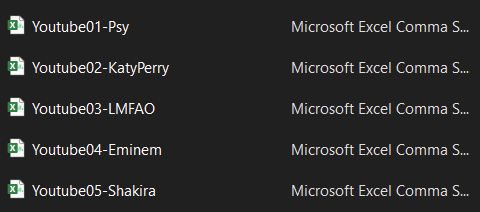 Youtube01-Psy Microsoft Excel Comma S...
Youtube02-KatyPerry Microsoft Excel Comma S...
Youtube03-LMFAO Microsoft Excel Comma S...
Youtube04-Eminem Microsoft Excel Comma S...
Youtube05-Shakira Microsoft Excel Comma S...